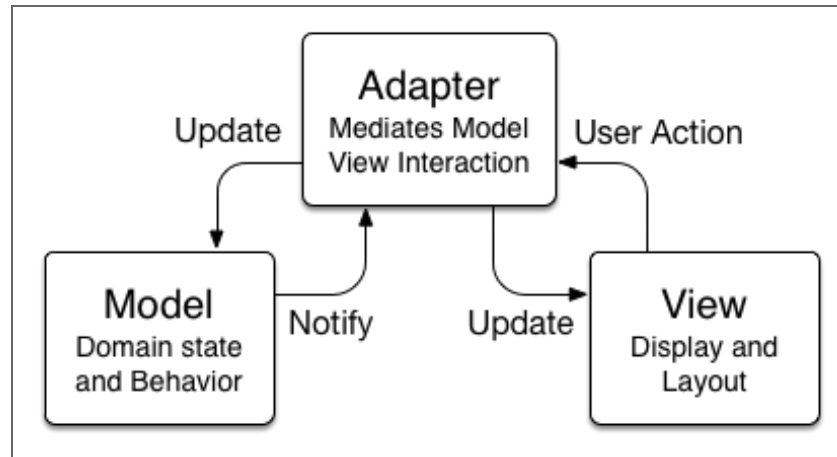 Adapter
Mediates Model
View Interaction
Update
User Action
Model
Domain state
and Behavior
Notify
Update
View
Display and
Layout